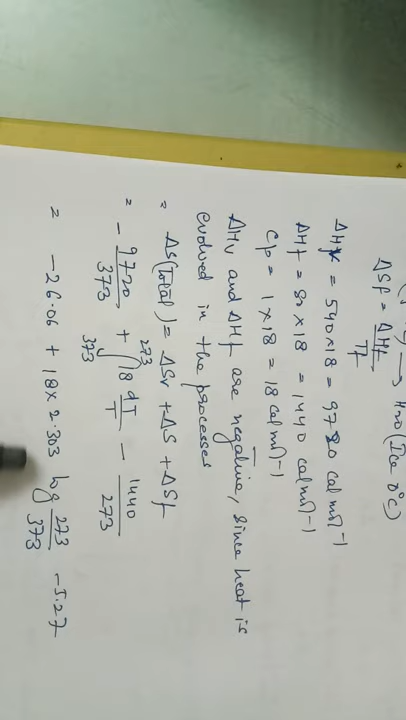 → H2O (Ice 0°C)
ΔSf = ΔHf / Tf
ΔHv = 540×18 = 9720 cal mol-1
ΔHf = 80×18 = 1440 cal mol-1
Cp = 1×18 = 18 cal mol-1
ΔHv and ΔHf are negative, since heat is
evolved in the processes
= ΔS(Total) = ΔSv + ΔS + ΔSf
= - 9720/373 + ∫ 373 273 18 dT/T - 1440/273
= -26.06 + 18×2.303 log 273/373 -5.27